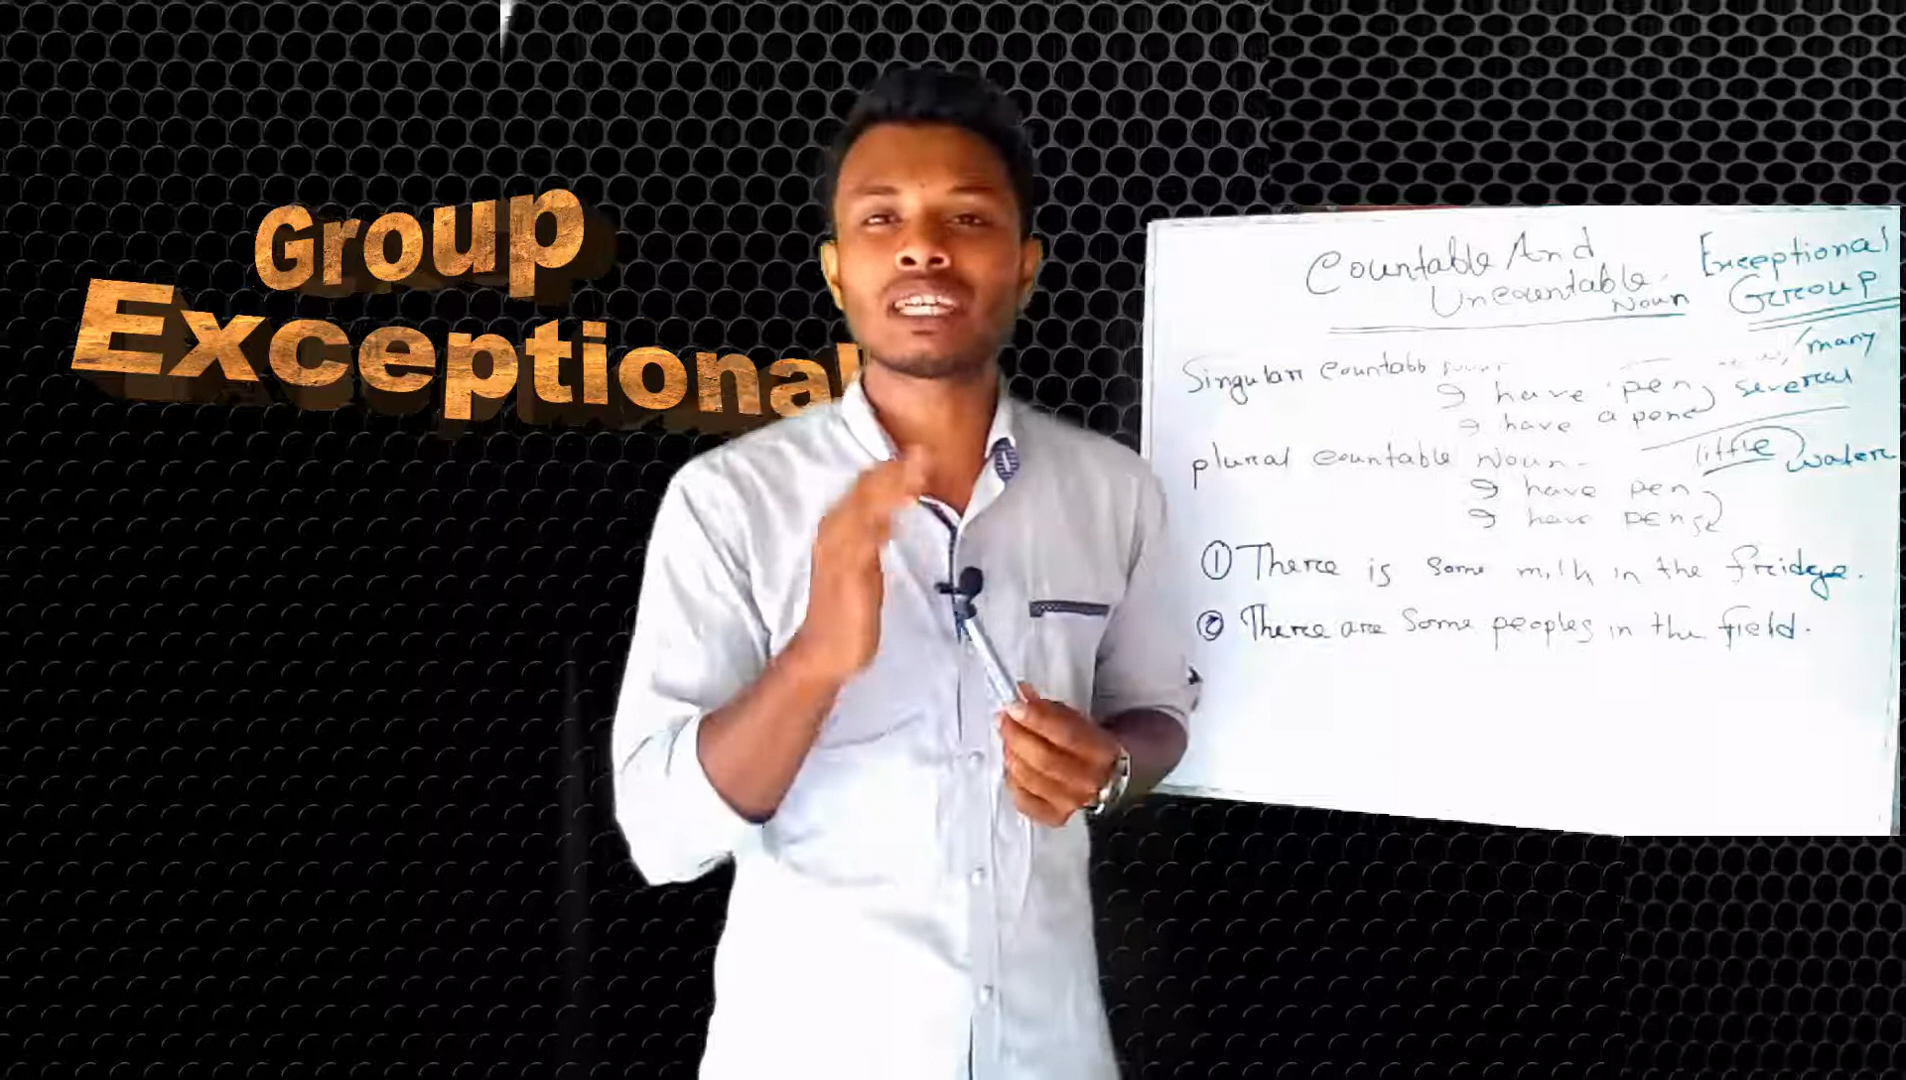 Group
Exceptional
Countable And
Uncountable
Noun
Exceptional
Group
Singular countabb
/many
have pen
several
have a pen
plural countable Noun-
little
water
have pen
have pens
① There is some milk in the freidge.
② There are some peoples in the field.